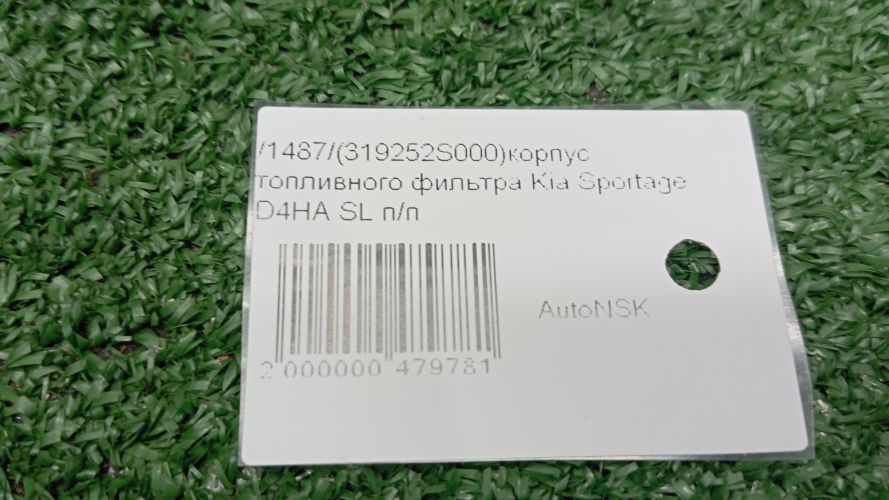 /1487/(319252S000)корпус
топливного фильтра Kia Sportage
D4HA SL п/п
AutoNSK
2 000000 479781